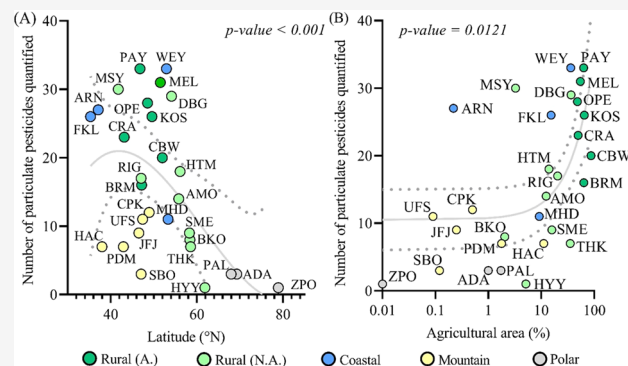 (A)
p-value < 0.001
Number of particulate pesticides quantified
40
30
20
10
0
PAY
WEY
MSY
MEL
ARN
DBG
OPE
FKL
CRA
KOS
CBW
RIG
HTM
BRM
AMO
CPK
MHD
UFS
SME
HAC
JFJ
BKO
PDM
THK
SBO
PAL
ADA
HYY
ZPO
40
50
60
70
80
Latitude (°N)
(B)
p-value = 0.0121
Number of particulate pesticides quantified
40
30
20
10
0
WEY
PAY
MSY
DBG
MEL
ARN
FKL
OPE
KOS
CRA
HTM
CBW
RIG
BRM
AMO
UFS
CPK
MHD
JFJ
BKO
SME
PDM
HAC
THK
SBO
ADA
PAL
ZPO
HYY
0.01
0.1
1
10
100
Agricultural area (%)
Rural (A.) Rural (N.A.) Coastal Mountain Polar